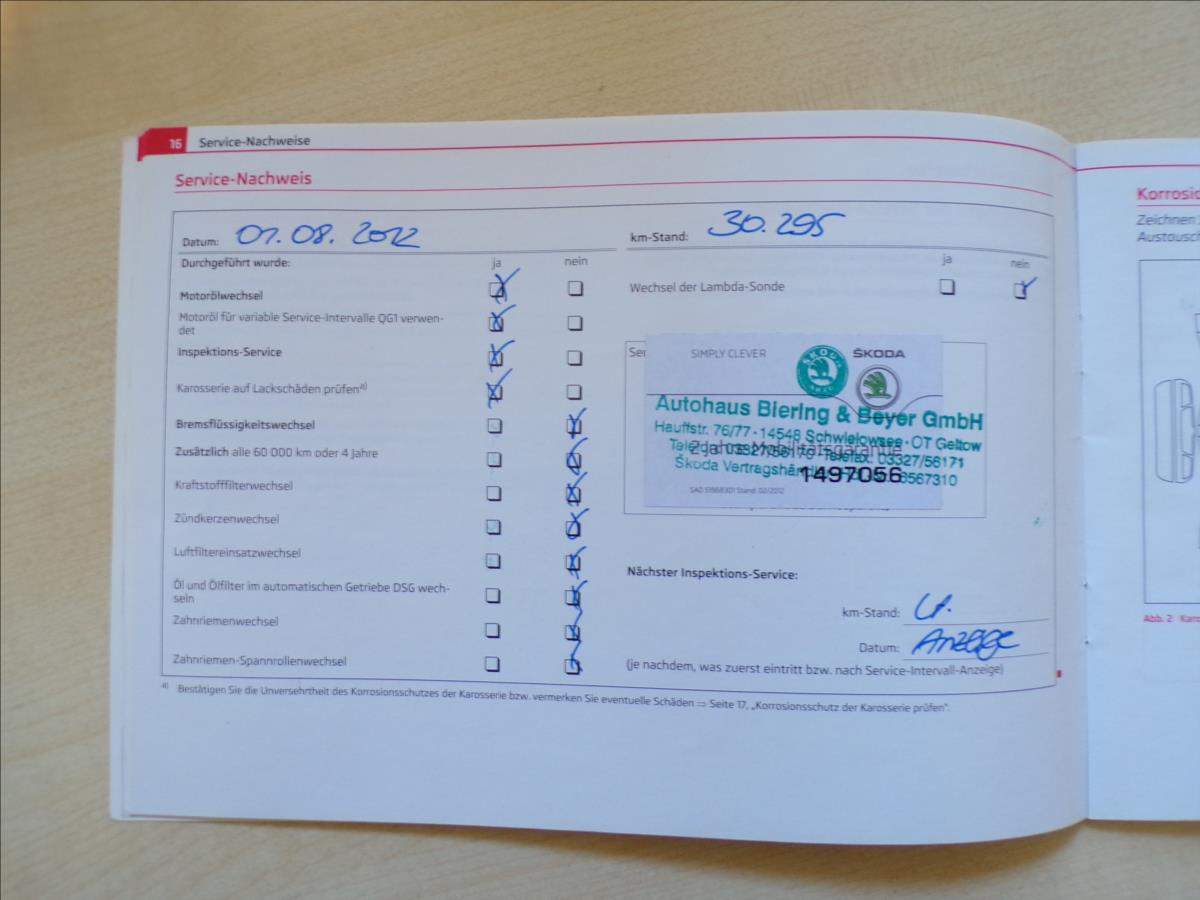 16 Service-Nachweise
Service-Nachweis
Datum: 01.08.2012
km-Stand: 30.295
Durchgeführt wurde: ja nein
ja nein
Motorölwechsel
Wechsel der Lambda-Sonde
Motoröl für variable Service-Intervalle QG1 verwen-
det
Inspektions-Service
Karosserie auf Lackschäden prüfen a)
Bremsflüssigkeitswechsel
Zusätzlich alle 60 000 km oder 4 Jahre
Kraftstofffilterwechsel
Zündkerzenwechsel
Luftfiltereinsatzwechsel
Öl und Ölfilter im automatischen Getriebe DSG wech-
seln
Zahnriemenwechsel
Zahnriemen-Spannrollenwechsel
SIMPLY CLEVER
ŠKODA
ŠKODA
Autohaus Biering & Beyer GmbH
Hauffstr. 76/77 · 14548 Schwielowsee · OT Geltow
03327/56171
Škoda
1497056
Nächster Inspektions-Service:
km-Stand: lt.
Datum: Anzeige
(je nachdem, was zuerst eintritt bzw. nach Service-Intervall-Anzeige)
a) Bestätigen Sie die Unversehrtheit des Korrosionsschutzes der Karosserie bzw. vermerken Sie eventuelle Schäden ⇒ Seite 17, „Korrosionsschutz der Karosserie prüfen".
Zeichnen
Abb. 2